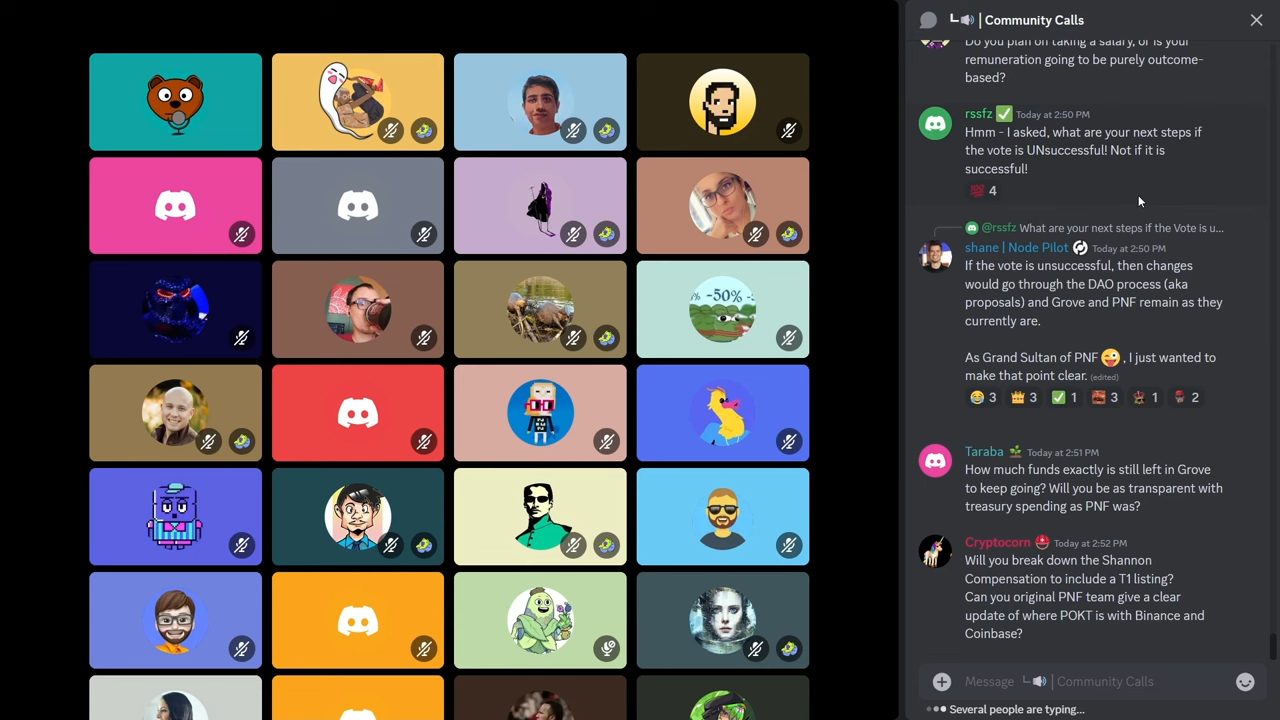 Community Calls
Do you plan on taking a salary, or is your
remuneration going to be purely outcome-
based?
rssfz Today at 2:50 PM
Hmm - I asked, what are your next steps if
the vote is UNsuccessful! Not if it is
successful!
4
@rssfz What are your next steps if the Vote is u...
shane | Node Pilot Today at 2:50 PM
If the vote is unsuccessful, then changes
would go through the DAO process (aka
proposals) and Grove and PNF remain as they
currently are.
As Grand Sultan of PNF 😜, I just wanted to
make that point clear. (edited)
3 3 1 3 1 2
Taraba Today at 2:51 PM
How much funds exactly is still left in Grove
to keep going? Will you be as transparent with
treasury spending as PNF was?
Cryptocorn Today at 2:52 PM
Will you break down the Shannon
Compensation to include a T1 listing?
Can you original PNF team give a clear
update of where POKT is with Binance and
Coinbase?
Message Community Calls
Several people are typing...
-50%